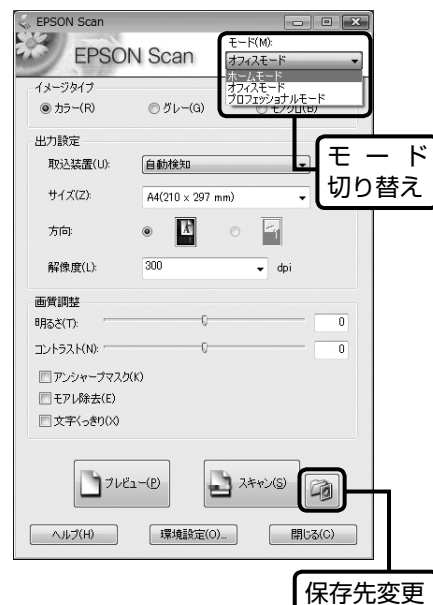 EPSON Scan
EPSON Scan
モード(M):
オフィスモード
ホームモード
オフィスモード
プロフェッショナルモード
イメージタイプ
カラー(R) グレー(G) モノクロ(B)
モード
切り替え
出力設定
取込装置(U): 自動検知
サイズ(Z): A4(210 x 297 mm)
方向:
解像度(L): 300 dpi
画質調整
明るさ(T): 0
コントラスト(N): 0
アンシャープマスク(K)
モアレ除去(E)
文字くっきり(X)
プレビュー(P) スキャン(S)
ヘルプ(H) 環境設定(O)... 閉じる(C)
保存先変更